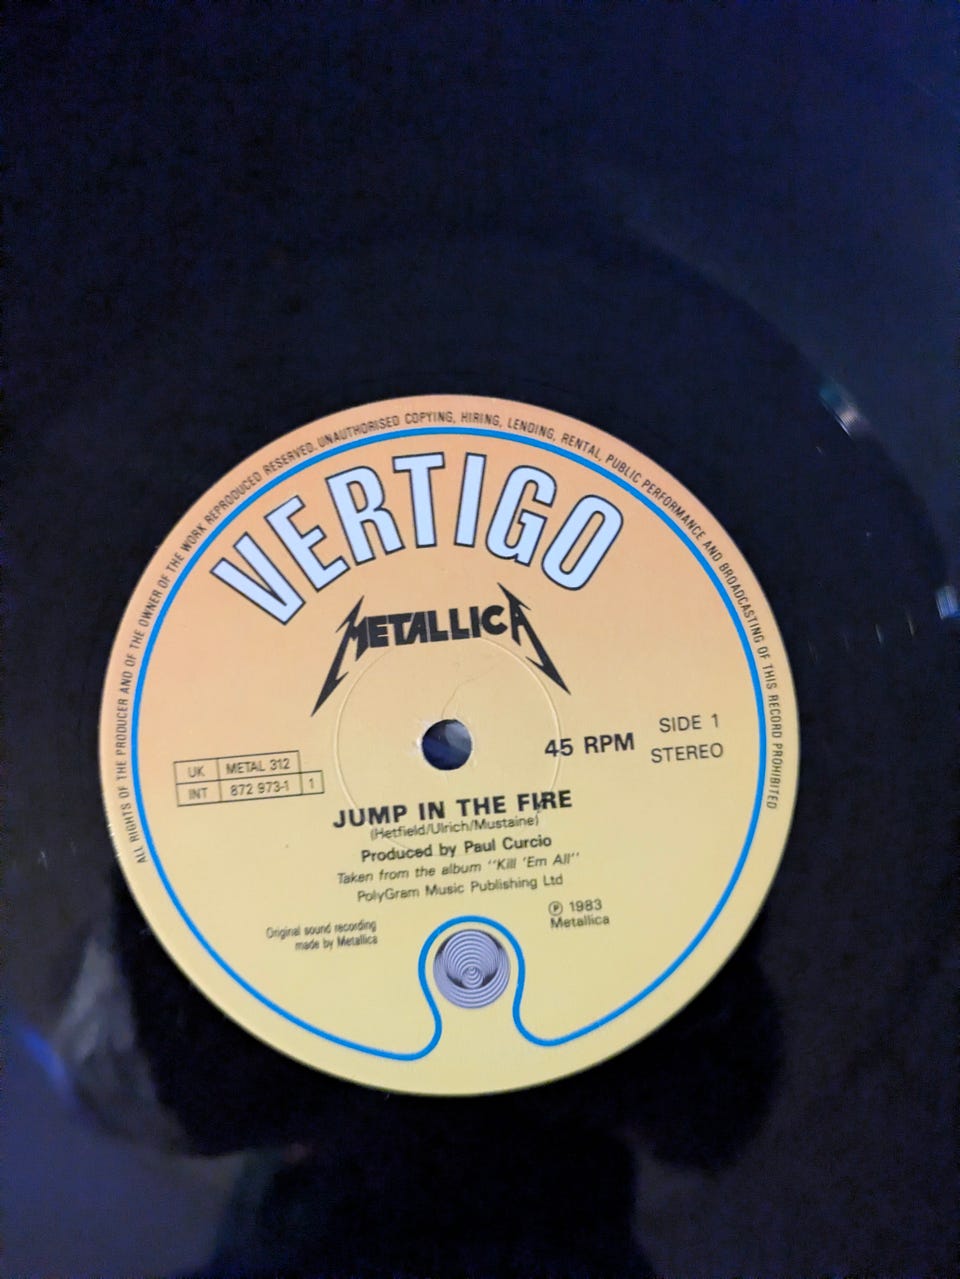 ALL RIGHTS OF THE PRODUCER AND OF THE OWNER OF THE WORK REPRODUCED RESERVED. UNAUTHORISED COPYING, HIRING, LENDING, RENTAL, PUBLIC PERFORMANCE AND BROADCASTING OF THIS RECORD PROHIBITED
VERTIGO
METALLICA
SIDE 1
45 RPM STEREO
UK METAL 312
INT 872 973-1 1
JUMP IN THE FIRE
(Hetfield/Ulrich/Mustaine)
Produced by Paul Curcio
Taken from the album "Kill 'Em All"
PolyGram Music Publishing Ltd
Original sound recording
made by Metallica
℗ 1983
Metallica